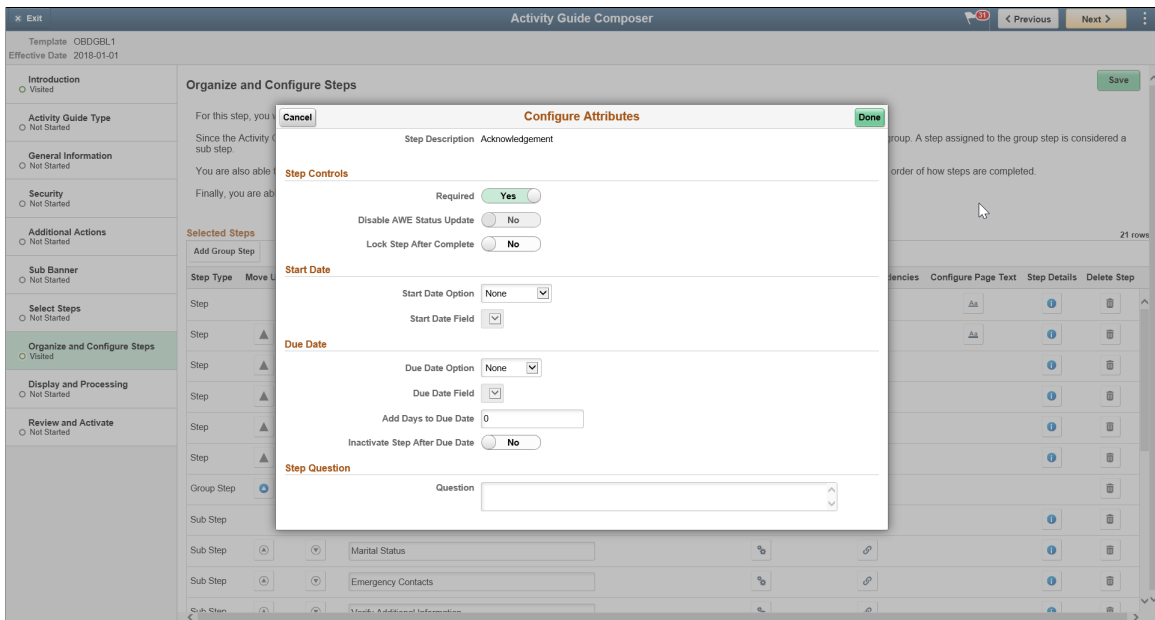 × Exit
Activity Guide Composer
31
< Previous
Next >
Template OBDGBL1
Effective Date 2018-01-01
Introduction
Visited
Activity Guide Type
Not Started
General Information
Not Started
Security
Not Started
Additional Actions
Not Started
Sub Banner
Not Started
Select Steps
Not Started
Organize and Configure Steps
Visited
Display and Processing
Not Started
Review and Activate
Not Started
Organize and Configure Steps
Save
For this step, you
Since the Activity
group. A step assigned to the group step is considered a
sub step.
You are also able
order of how steps are completed.
Finally, you are ab
Selected Steps
21 rows
Add Group Step
Step Type Move U
dencies Configure Page Text Step Details Delete Step
Step
Aa
Step
Aa
Step
Step
Step
Step
Group Step
Sub Step
Sub Step Marital Status
Sub Step Emergency Contacts
Sub Step Verify Additional Information
Cancel
Configure Attributes
Done
Step Description Acknowledgement
Step Controls
Required Yes
Disable AWE Status Update No
Lock Step After Complete No
Start Date
Start Date Option None
Start Date Field
Due Date
Due Date Option None
Due Date Field
Add Days to Due Date 0
Inactivate Step After Due Date No
Step Question
Question